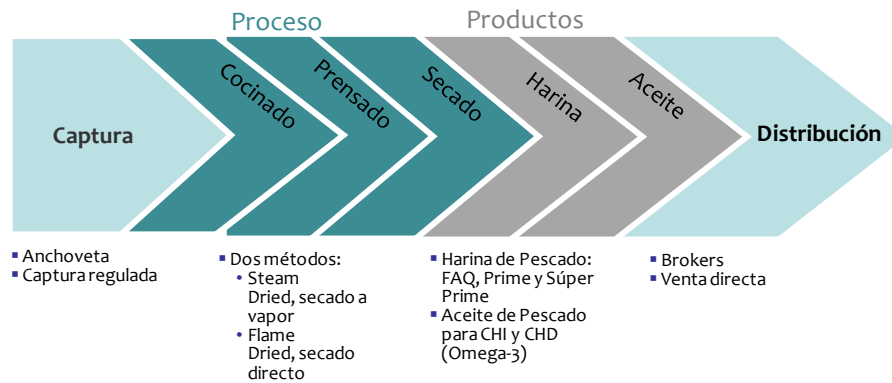 Proceso
Productos
Captura
Cocinado
Prensado
Secado
Harina
Aceite
Distribución
▪ Anchoveta
▪ Captura regulada
▪ Dos métodos:
• Steam
Dried, secado a
vapor
• Flame
Dried, secado
directo
▪ Harina de Pescado:
FAQ, Prime y Súper
Prime
▪ Aceite de Pescado
para CHI y CHD
(Omega-3)
▪ Brokers
▪ Venta directa